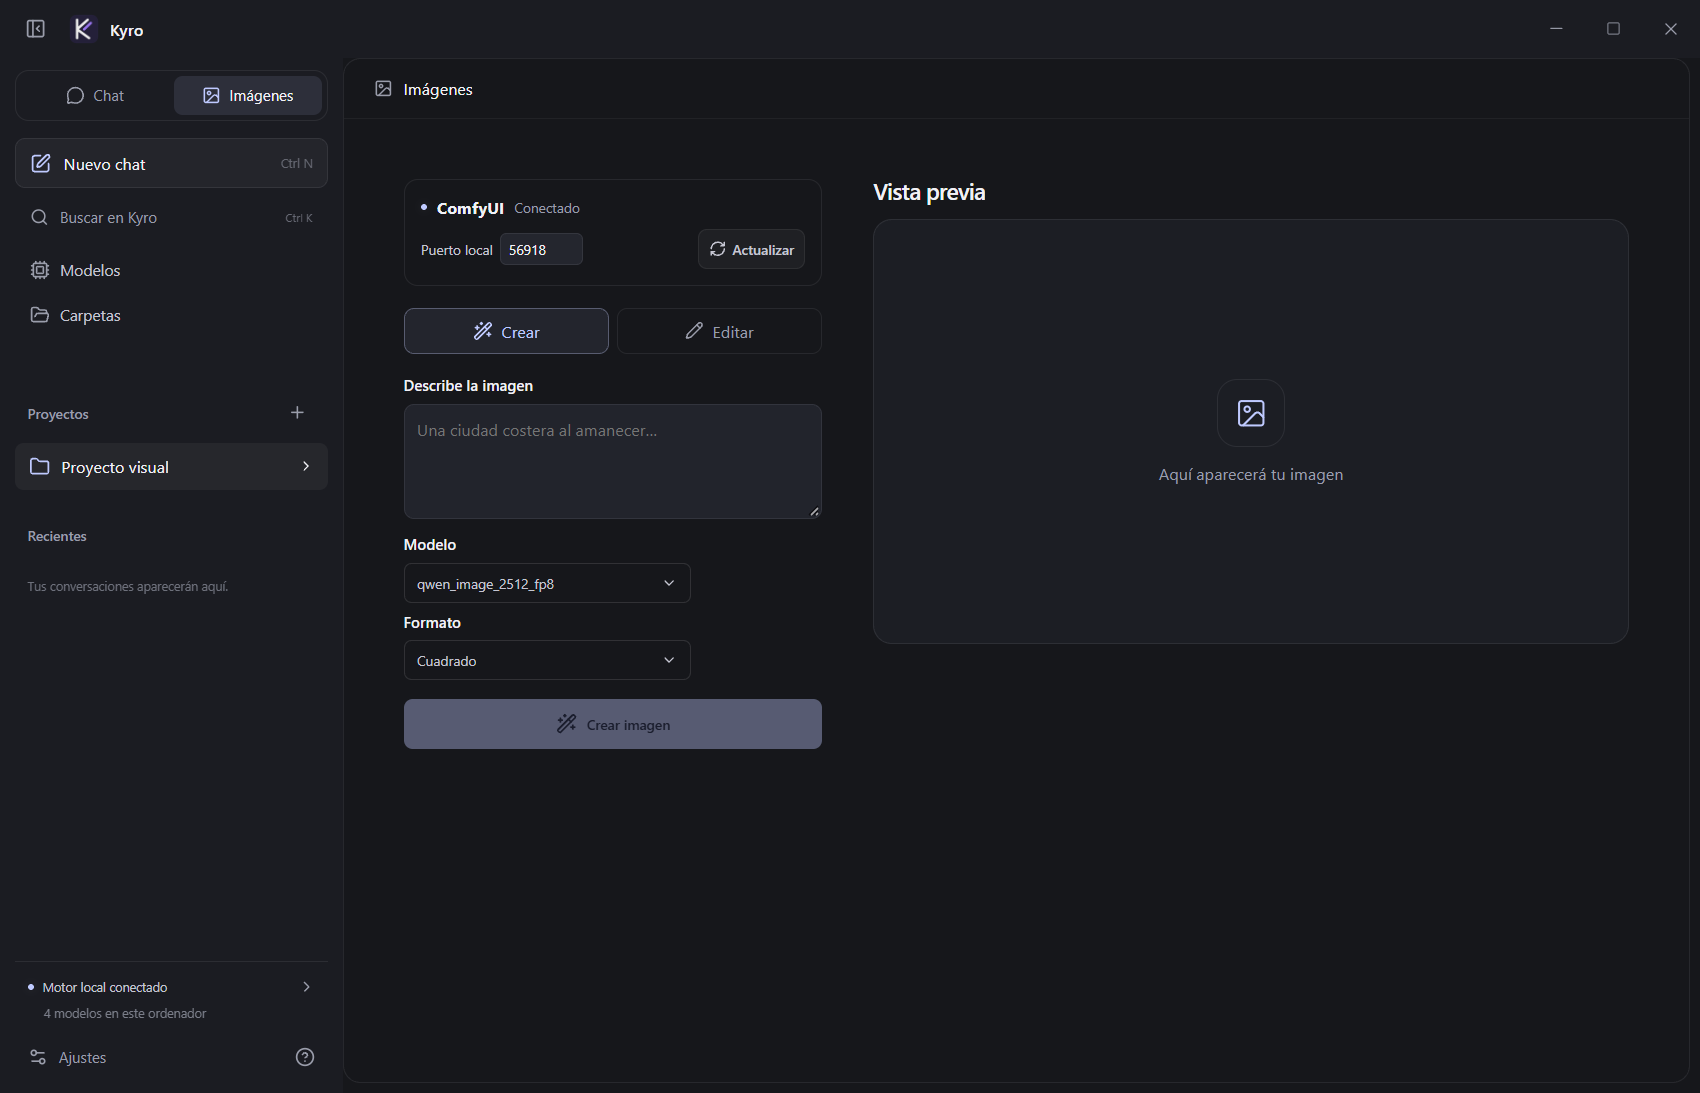 Kyro
Chat
Imágenes
Nuevo chat Ctrl N
Buscar en Kyro Ctrl K
Modelos
Carpetas
Proyectos
Proyecto visual
Recientes
Tus conversaciones aparecerán aquí.
Motor local conectado
4 modelos en este ordenador
Ajustes
Imágenes
ComfyUI Conectado
Puerto local 56918 Actualizar
Crear
Editar
Describe la imagen
Una ciudad costera al amanecer...
Modelo
qwen_image_2512_fp8
Formato
Cuadrado
Crear imagen
Vista previa
Aquí aparecerá tu imagen